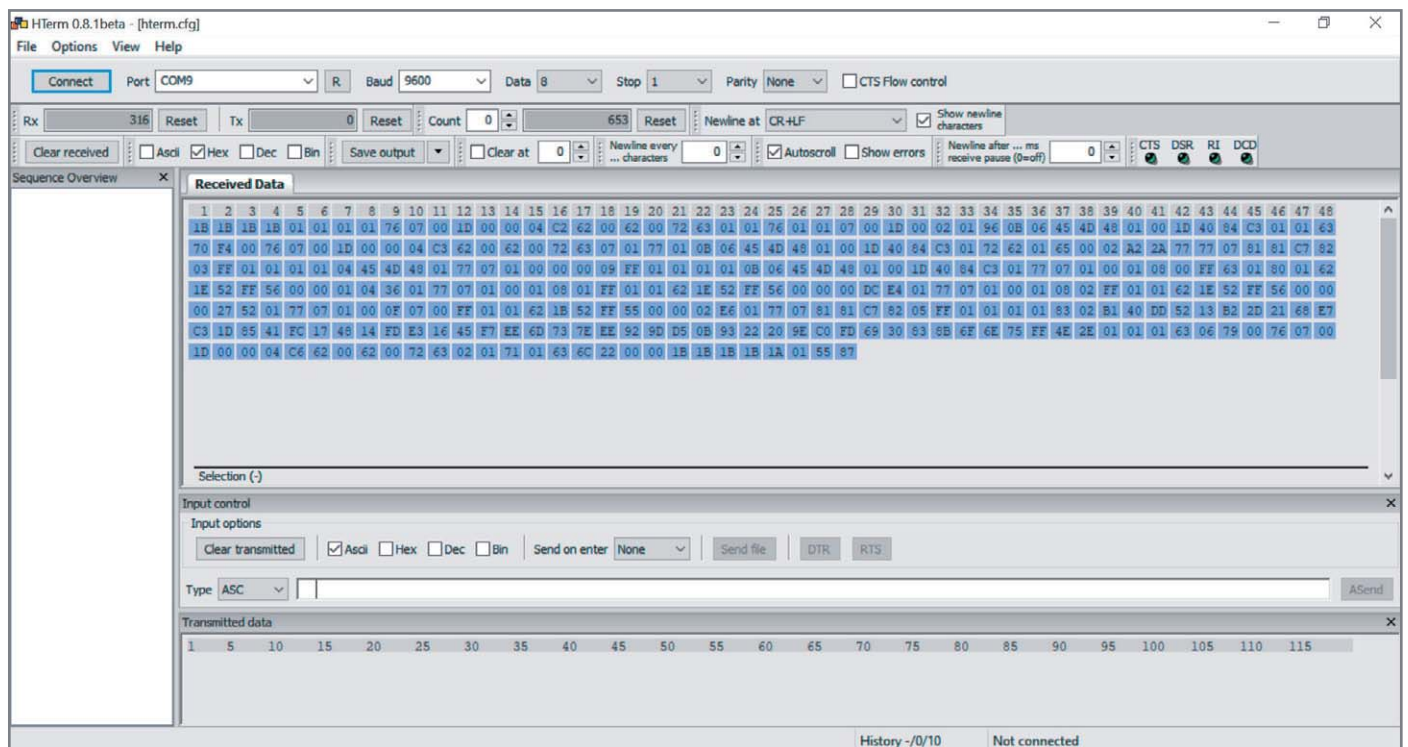 HTerm 0.8.1beta - [hterm.cfg]
File Options View Help
Connect Port COM9 R Baud 9600 Data 8 Stop 1 Parity None CTS Flow control
Rx 316 Reset Tx 0 Reset Count 0 653 Reset Newline at CR+LF Show newline characters
Clear received Ascii Hex Dec Bin Save output Clear at 0 Newline every ... characters 0 Autoscroll Show errors Newline after ... ms receive pause (0=off) 0 CTS DSR RI DCD
Sequence Overview x
Received Data
1 2 3 4 5 6 7 8 9 10 11 12 13 14 15 16 17 18 19 20 21 22 23 24 25 26 27 28 29 30 31 32 33 34 35 36 37 38 39 40 41 42 43 44 45 46 47 48
1B 1B 1B 1B 01 01 01 01 76 07 00 1D 00 00 04 C2 62 00 62 00 72 63 01 01 76 01 01 07 00 1D 00 02 01 96 0B 06 45 4D 48 01 00 1D 40 84 C3 01 01 63
70 F4 00 76 07 00 1D 00 00 04 C3 62 00 62 00 72 63 07 01 77 01 0B 06 45 4D 48 01 00 1D 40 84 C3 01 72 62 01 65 00 02 A2 2A 77 77 07 81 81 C7 82
03 FF 01 01 01 01 04 45 4D 48 01 77 07 01 00 00 00 09 FF 01 01 01 01 0B 06 45 4D 48 01 00 1D 40 84 C3 01 77 07 01 00 01 08 00 FF 63 01 80 01 62
1E 52 FF 56 00 00 01 04 36 01 77 07 01 00 01 08 01 FF 01 01 62 1E 52 FF 56 00 00 00 DC E4 01 77 07 01 00 01 08 02 FF 01 01 62 1E 52 FF 56 00 00
00 27 52 01 77 07 01 00 0F 07 00 FF 01 01 62 1B 52 FF 55 00 00 02 E6 01 77 07 81 81 C7 82 05 FF 01 01 01 01 83 02 B1 40 DD 52 13 B2 2D 21 68 E7
C3 1D 85 41 FC 17 48 14 FD E3 16 45 F7 EE 6D 73 7E EE 92 9D D5 0B 93 22 20 9E C0 FD 69 30 83 8B 6F 6E 75 FF 4E 2E 01 01 01 63 06 79 00 76 07 00
1D 00 00 04 C6 62 00 62 00 72 63 02 01 71 01 63 6C 22 00 00 1B 1B 1B 1B 1A 01 55 87
Selection (-)
Input control x
Input options
Clear transmitted Ascii Hex Dec Bin Send on enter None Send file DTR RTS
Type ASC ASend
Transmitted data x
1 5 10 15 20 25 30 35 40 45 50 55 60 65 70 75 80 85 90 95 100 105 110 115
History -/0/10 Not connected